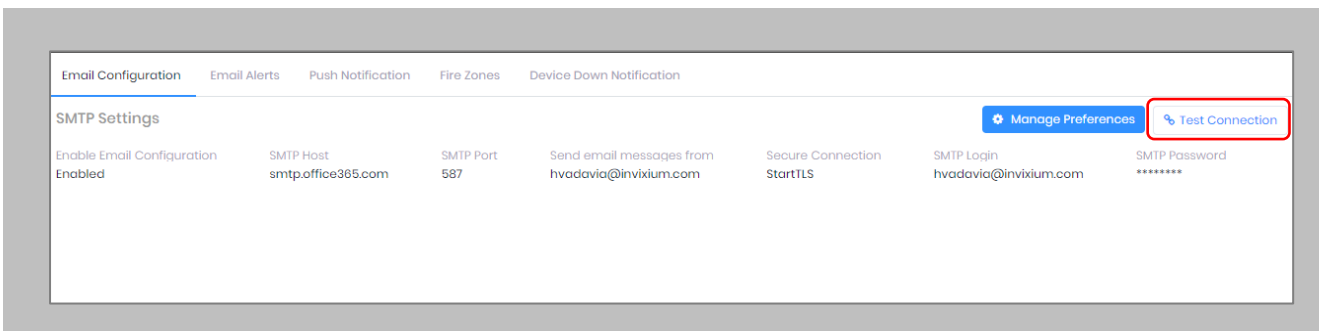 Email Configuration Email Alerts Push Notification Fire Zones Device Down Notification
SMTP Settings Manage Preferences Test Connection
Enable Email Configuration SMTP Host SMTP Port Send email messages from Secure Connection SMTP Login SMTP Password
Enabled smtp.office365.com 587 hvadavia@invixium.com StartTLS hvadavia@invixium.com ********